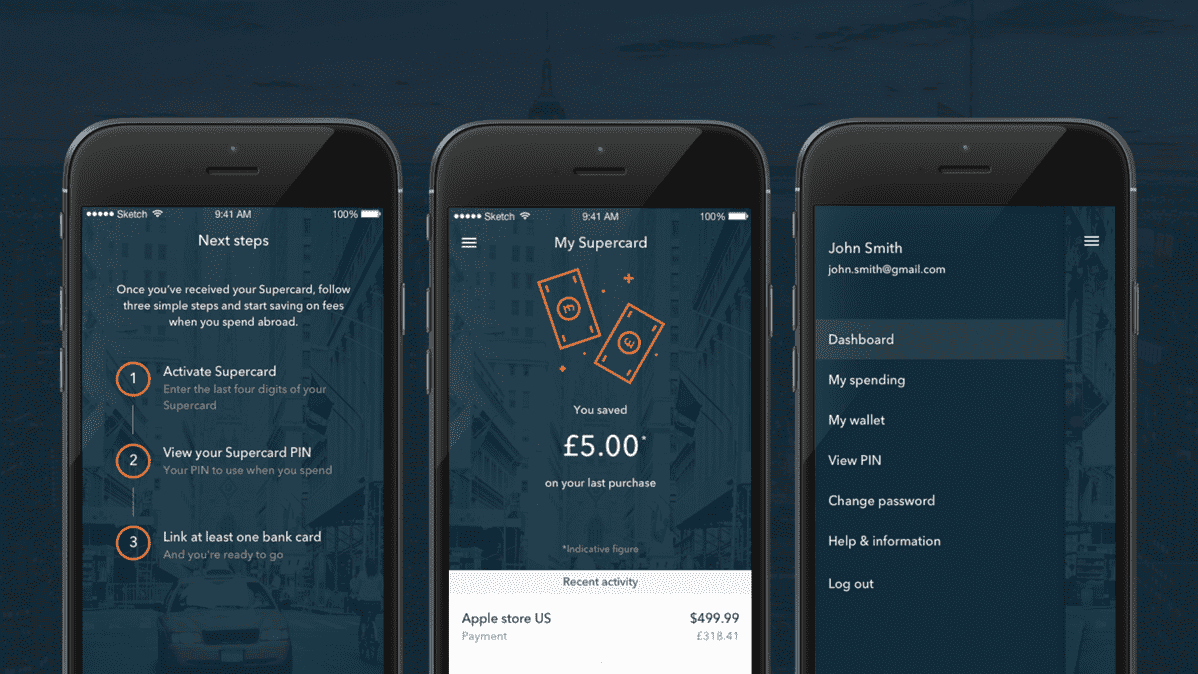 Sketch 9:41 AM 100%
Next steps
Once you've received your Supercard, follow
three simple steps and start saving on fees
when you spend abroad.
1
Activate Supercard
Enter the last four digits of your
Supercard
2
View your Supercard PIN
Your PIN to use when you spend
3
Link at least one bank card
And you're ready to go
Sketch 9:41 AM 100%
My Supercard
£
£
You saved
£5.00*
on your last purchase
*Indicative figure
Recent activity
Apple store US $499.99
Payment £318.41
John Smith
john.smith@gmail.com
Dashboard
My spending
My wallet
View PIN
Change password
Help & information
Log out